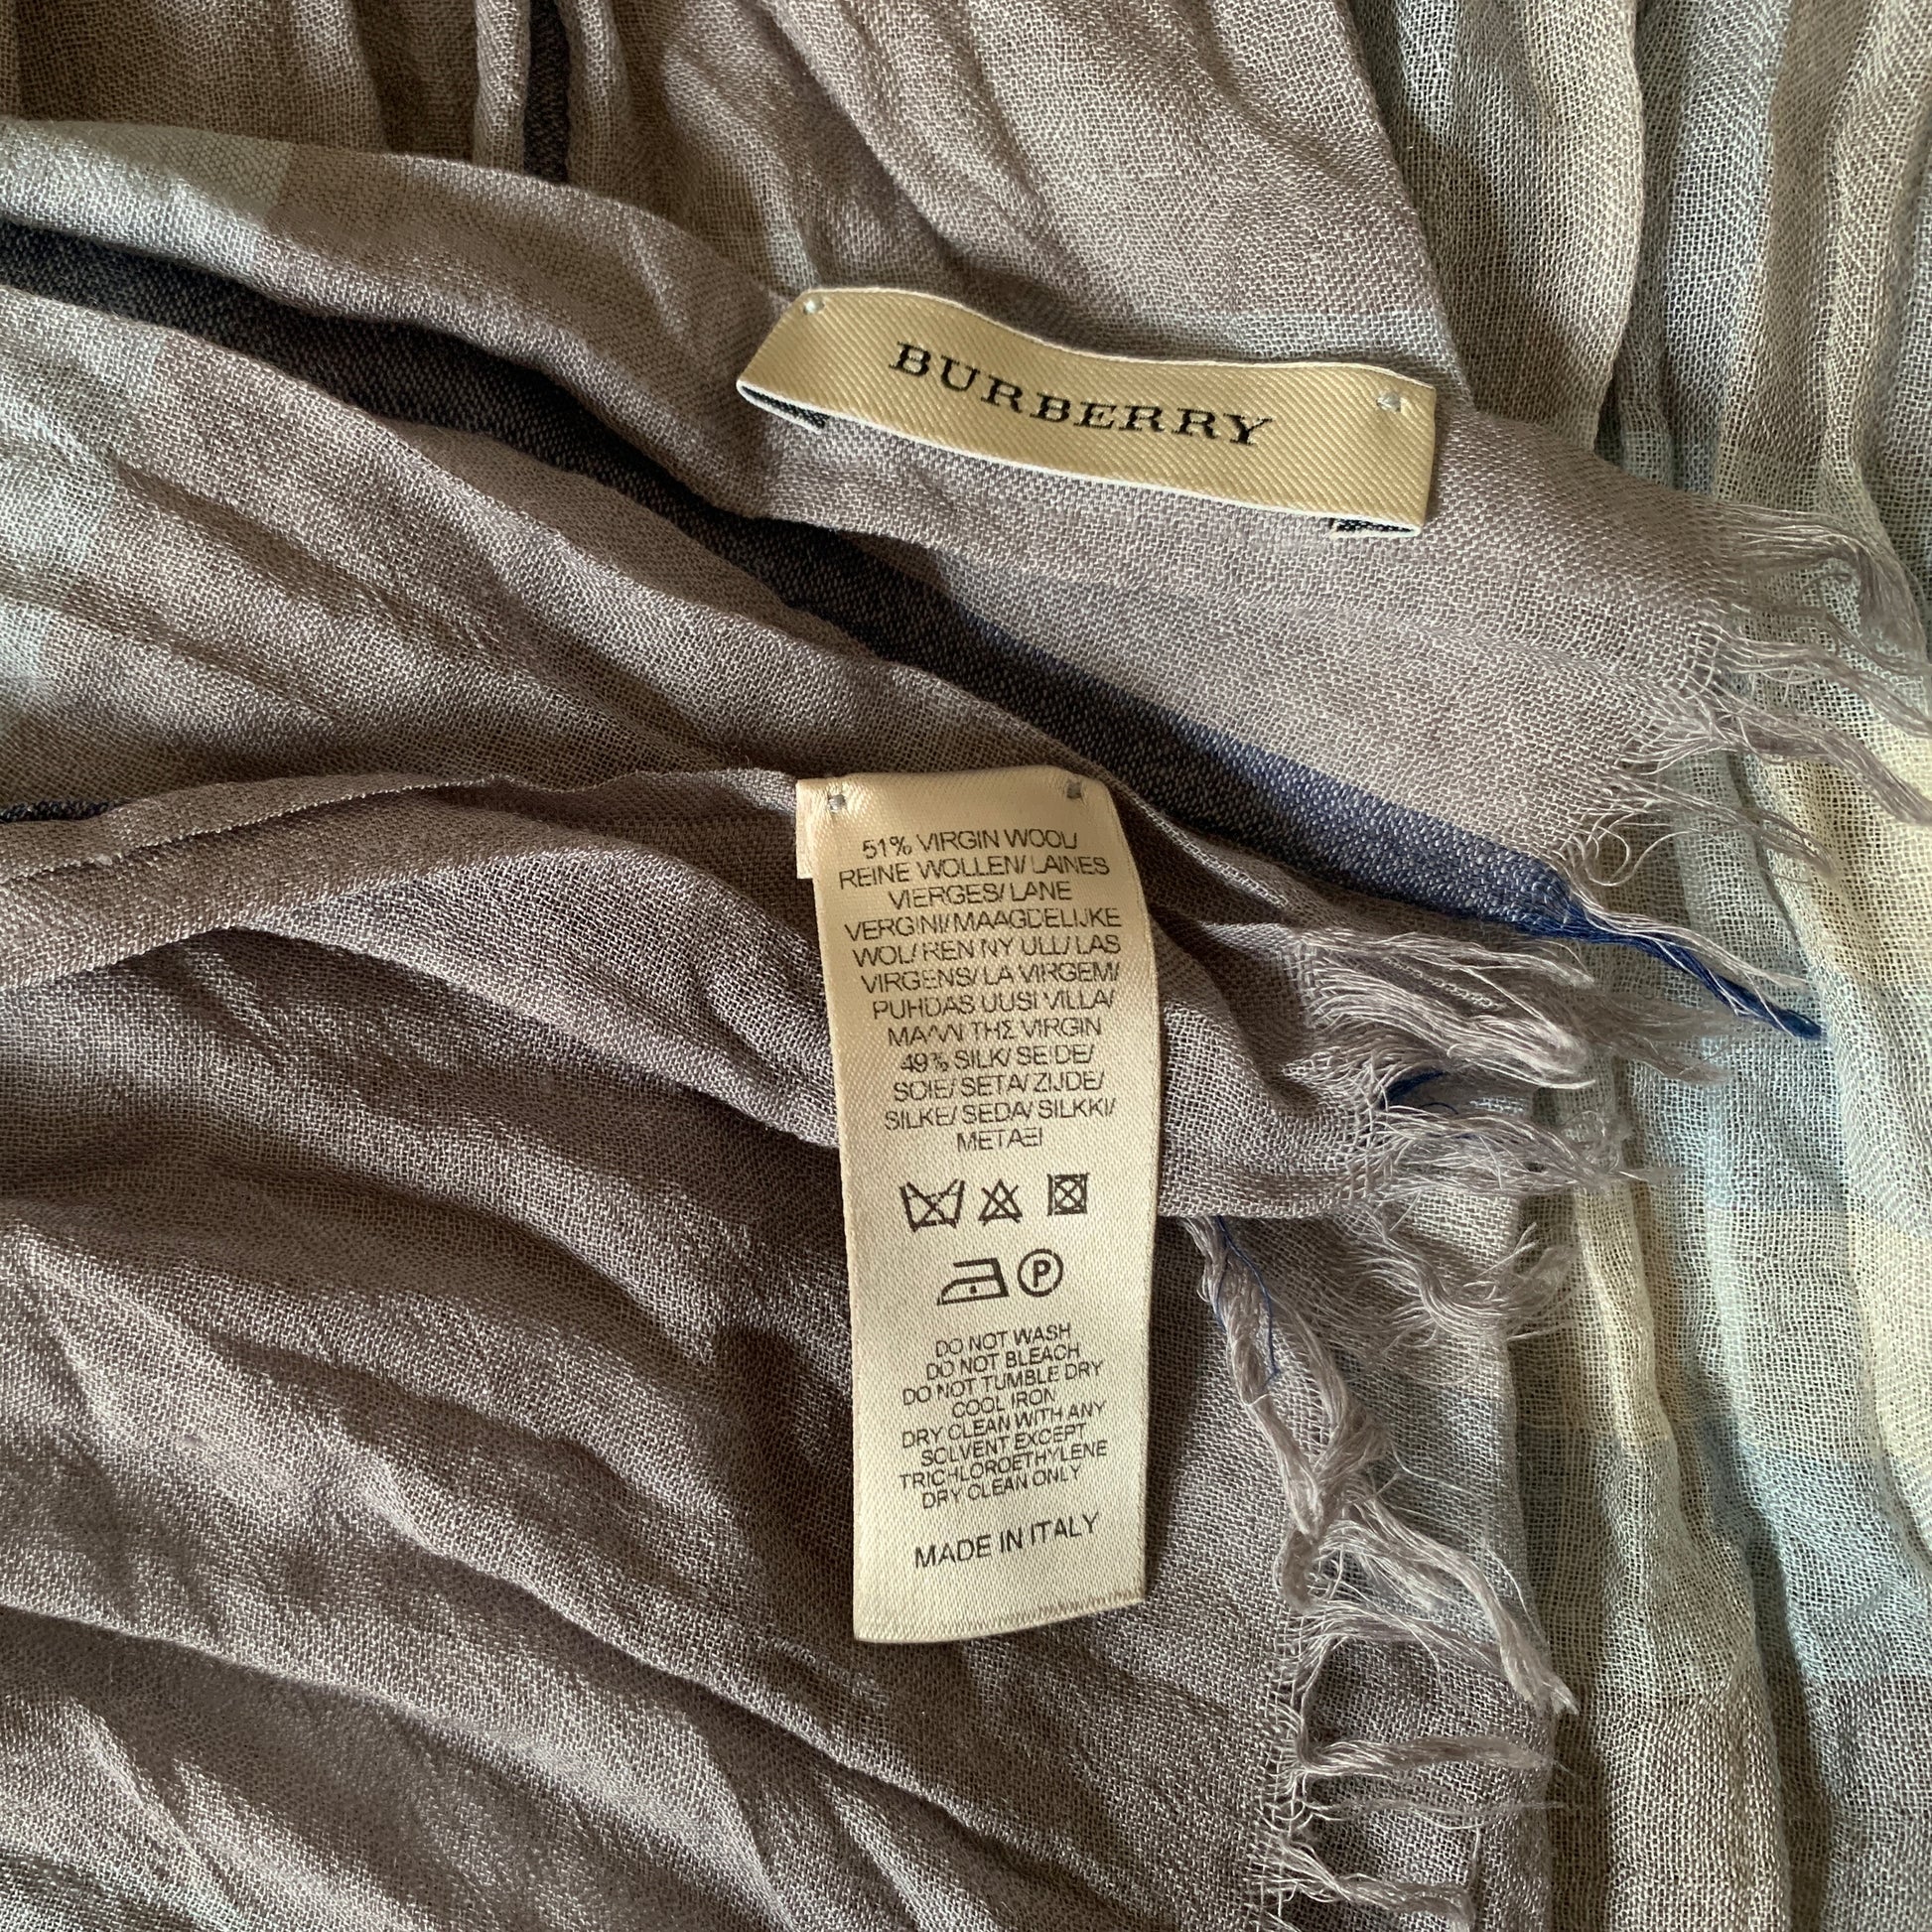 BURBERRY
51% VIRGIN WOOL/
REINE WOLLEN/ LAINES
VIERGES/ LANE
VERGINI/MAAGDELIJKE
WOL/ REN NY ULL/ LAS
VIRGENS/ LA VIRGEM/
PUHDAS UUSI VILLA/
ΜΑΛΛΝ ΤΗΣ VIRGIN
49% SILK/ SEIDE/
SOIE/ SETA/ ZIJDE/
SILKE/ SEDA/ SILKKI/
ΜΕΤΑΞΙ
P
DO NOT WASH
DO NOT BLEACH
DO NOT TUMBLE DRY
COOL IRON
DRY CLEAN WITH ANY
SOLVENT EXCEPT
TRICHLOROETHYLENE
DRY CLEAN ONLY
MADE IN ITALY